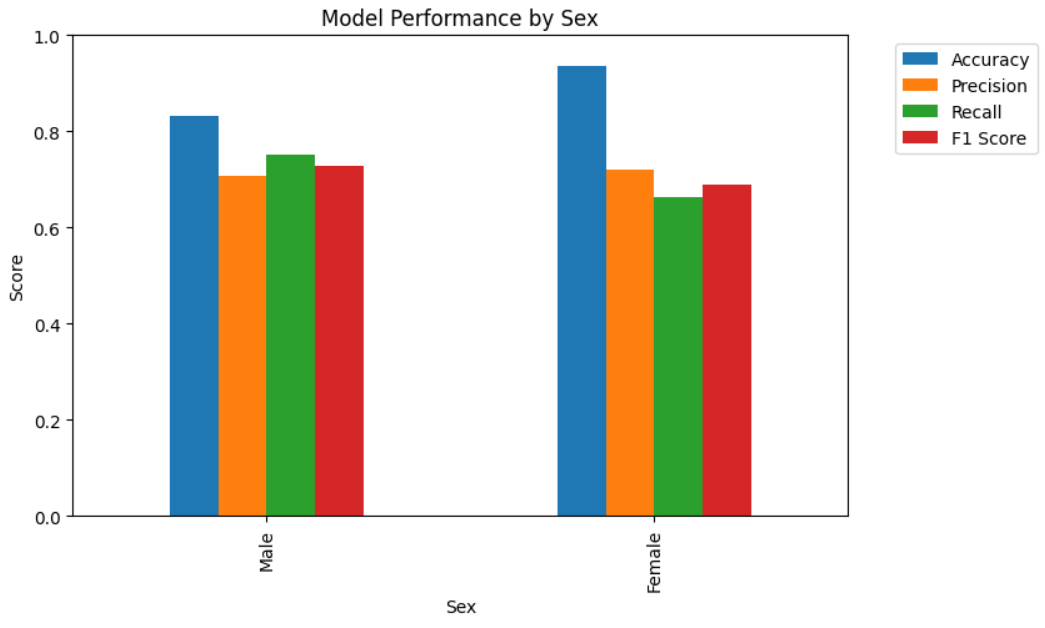 Model Performance by Sex
1.0
0.8
0.6
0.4
0.2
0.0
Score
Male
Female
Sex
Accuracy
Precision
Recall
F1 Score